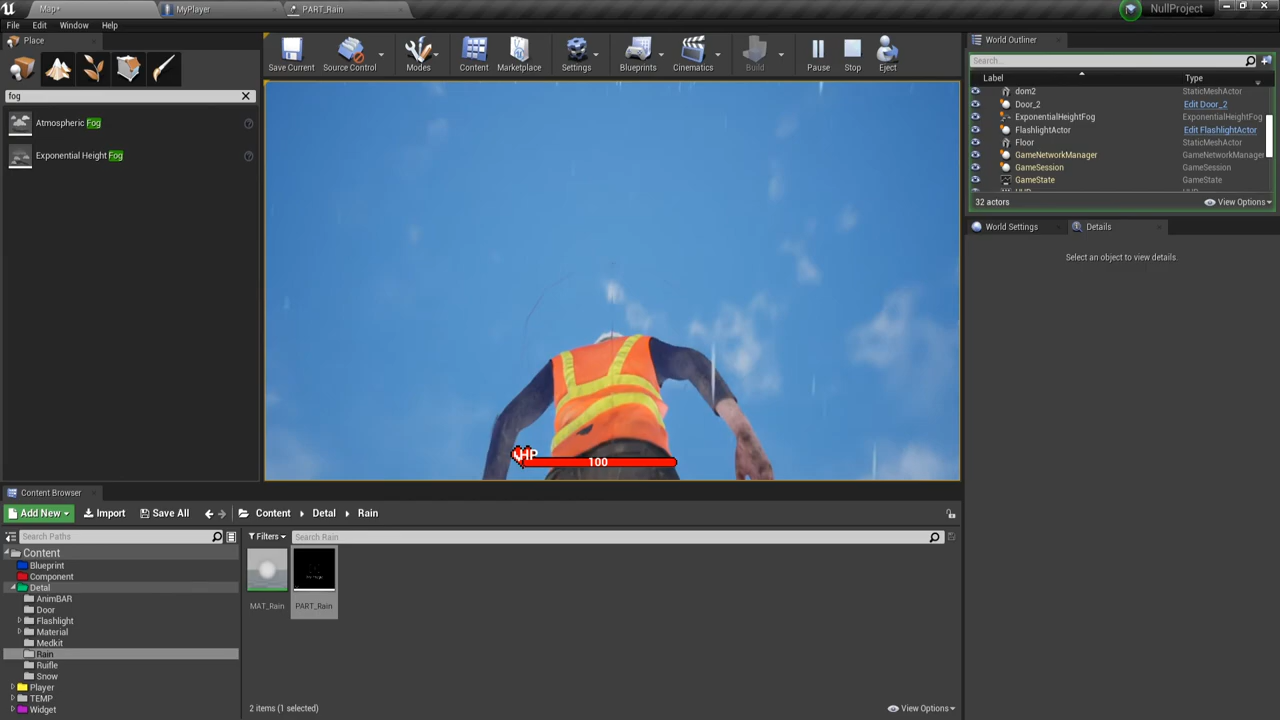 Map*
MyPlayer
PART_Rain
NullProject
File Edit Window Help
Place
fog
Atmospheric Fog
Exponential Height Fog
Save Current
Source Control
Modes
Content
Marketplace
Settings
Blueprints
Cinematics
Build
Pause
Stop
Eject
HP
100
World Outliner
Search...
Label Type
dom2 StaticMeshActor
Door_2 Edit Door_2
ExponentialHeightFog ExponentialHeightFog
FlashlightActor Edit FlashlightActor
Floor StaticMeshActor
GameNetworkManager GameNetworkManager
GameSession GameSession
GameState GameState
32 actors View Options
World Settings Details
Select an object to view details.
Content Browser
Add New Import Save All Content Detal Rain
Search Paths
Filters Search Rain
Content
Blueprint
Component
Detal
AnimBAR
Door
Flashlight
Material
Medkit
Rain
Ruifle
Snow
Player
TEMP
Widget
MAT_Rain PART_Rain
2 items (1 selected) View Options